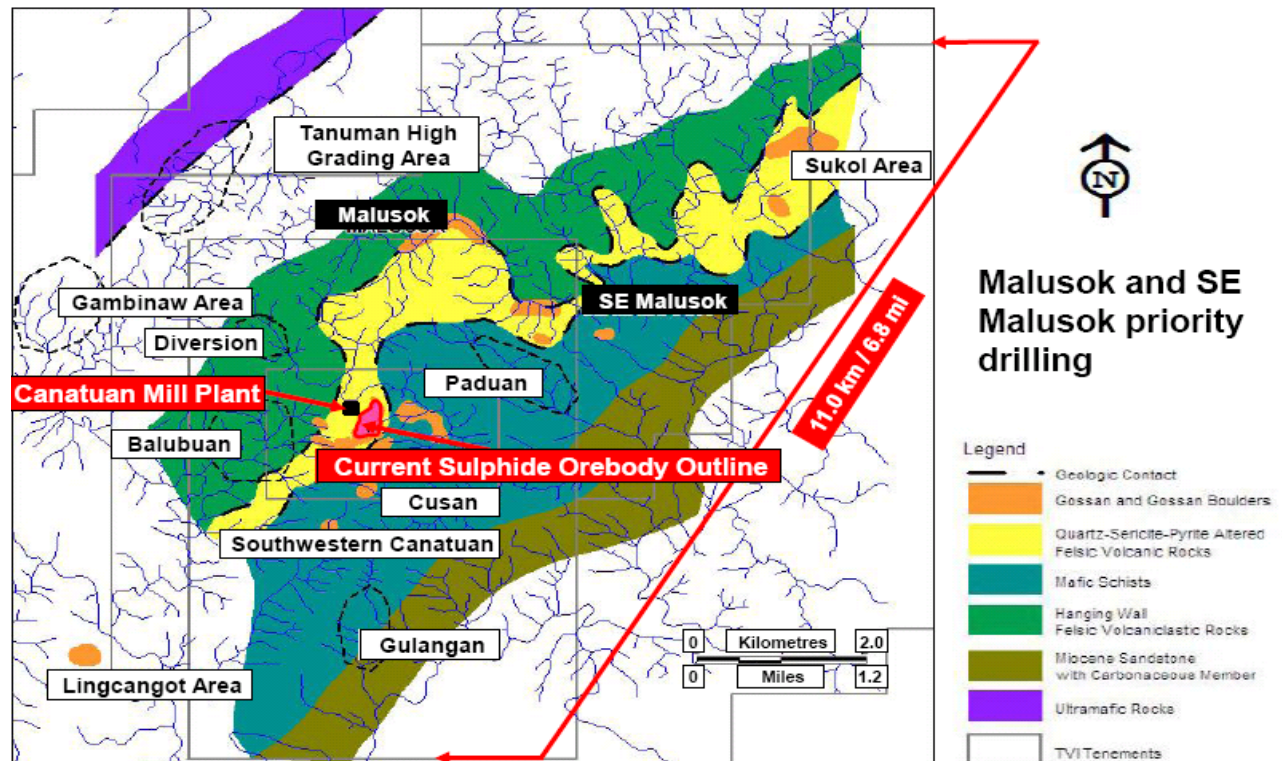 Tanuman High
Grading Area
Sukol Area
Malusok
Gambinaw Area
SE Malusok
Diversion
Paduan
Canatuan Mill Plant
11.0 km / 6.8 mi
Balubuan
Current Sulphide Orebody Outline
Cusan
Southwestern Canatuan
Gulangan
Lingcangot Area
0 Kilometres 2.0
0 Miles 1.2
N
Malusok and SE
Malusok priority
drilling
Legend
Geologic Contact
Gossan and Gossan Boulders
Quartz-Sericite-Pyrite Altered
Felsic Volcanic Rocks
Mafic Schists
Hanging Wall
Felsic Volcaniclastic Rocks
Miocene Sandstone
with Carbonaceous Member
Ultramafic Rocks
TVI Tenements